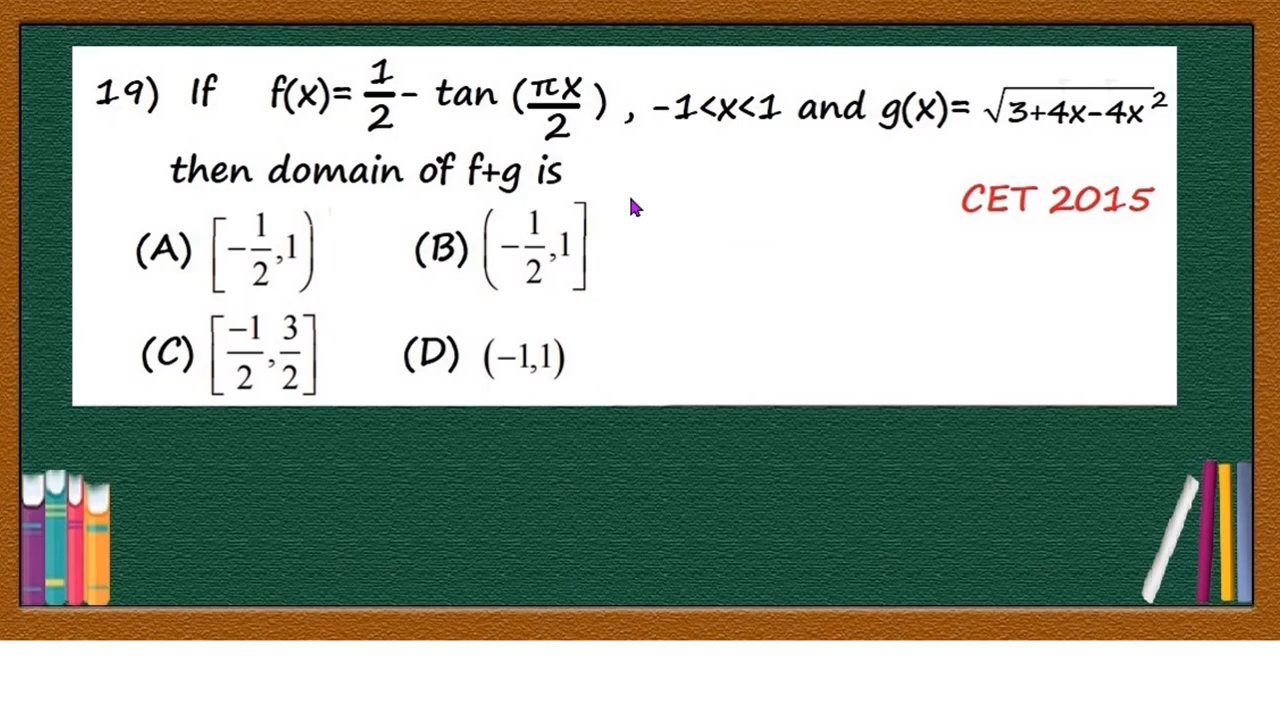 19) If f(x)= 1/2 - tan (πx/2), -1<x<1 and g(x)= √3+4x-4x²
then domain of f+g is
CET 2015
(A) [-1/2,1) (B) (-1/2,1]
(C) [-1/2,3/2] (D) (-1,1)